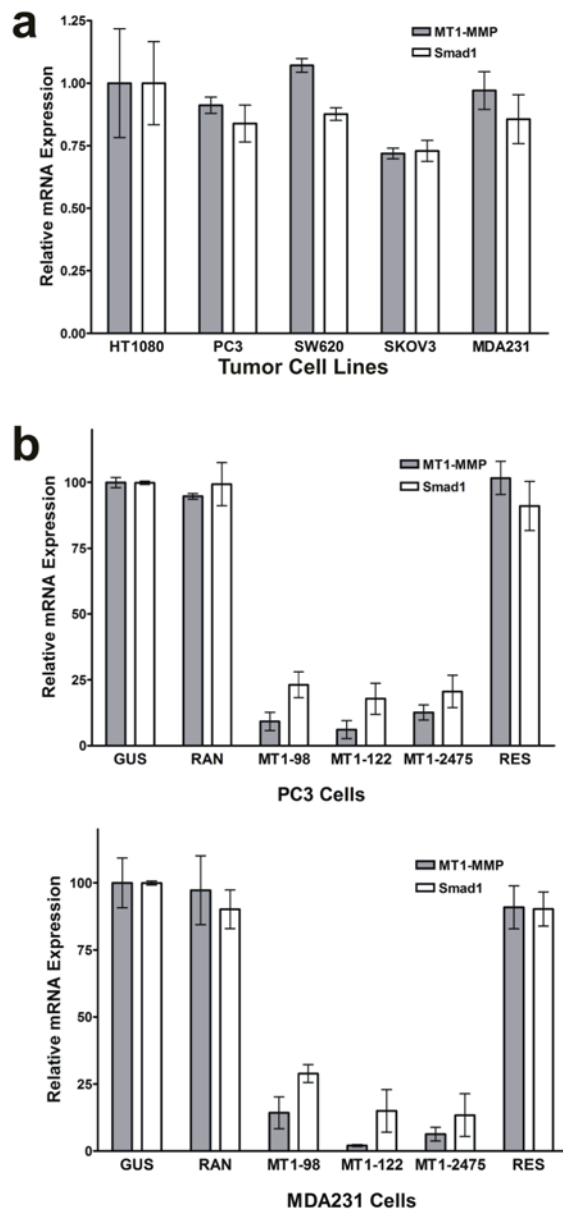 a
MT1-MMP
Smad1
Relative mRNA Expression
1.25
1.00
0.75
0.50
0.25
0.00
HT1080 PC3 SW620 SKOV3 MDA231
Tumor Cell Lines
b
MT1-MMP
Smad1
Relative mRNA Expression
100
75
50
25
0
GUS RAN MT1-98 MT1-122 MT1-2475 RES
PC3 Cells
MT1-MMP
Smad1
Relative mRNA Expression
100
75
50
25
0
GUS RAN MT1-98 MT1-122 MT1-2475 RES
MDA231 Cells